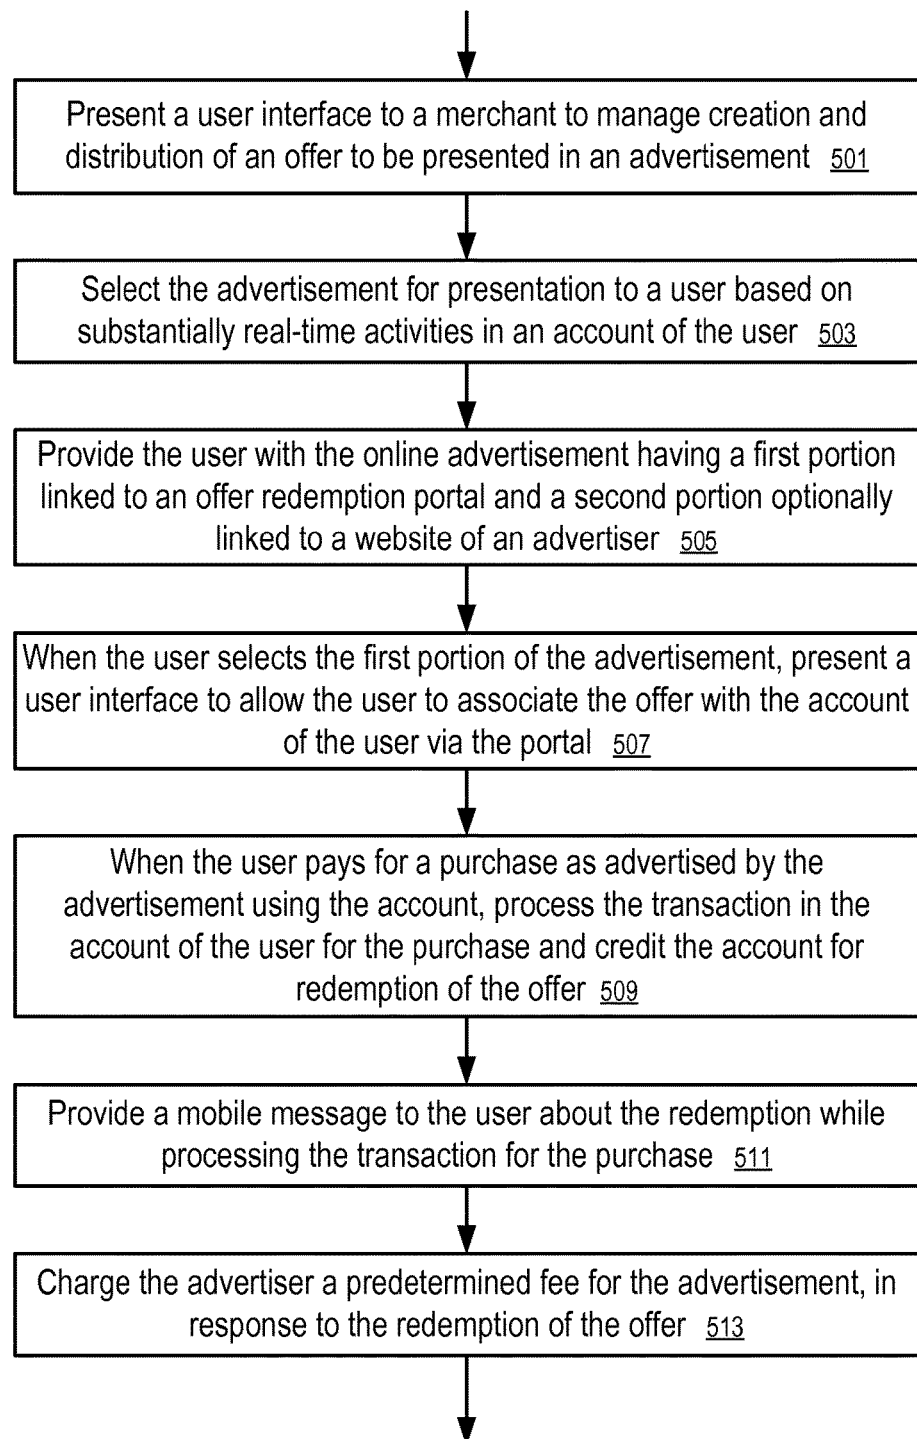 Present a user interface to a merchant to manage creation and
distribution of an offer to be presented in an advertisement 501
Select the advertisement for presentation to a user based on
substantially real-time activities in an account of the user 503
Provide the user with the online advertisement having a first portion
linked to an offer redemption portal and a second portion optionally
linked to a website of an advertiser 505
When the user selects the first portion of the advertisement, present a
user interface to allow the user to associate the offer with the account
of the user via the portal 507
When the user pays for a purchase as advertised by the
advertisement using the account, process the transaction in the
account of the user for the purchase and credit the account for
redemption of the offer 509
Provide a mobile message to the user about the redemption while
processing the transaction for the purchase 511
Charge the advertiser a predetermined fee for the advertisement, in
response to the redemption of the offer 513